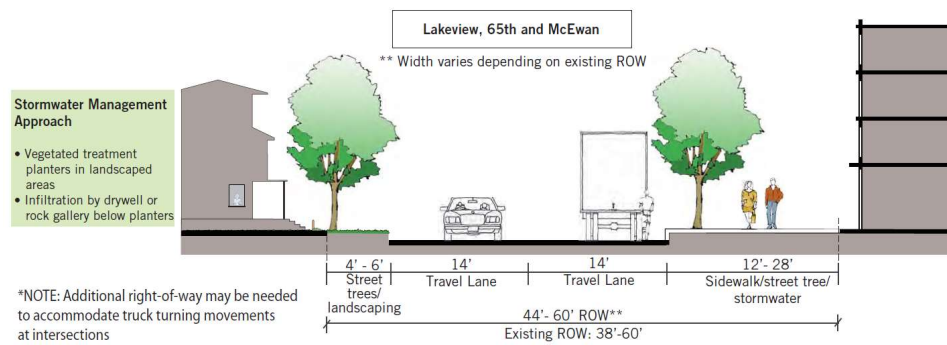 Lakeview, 65th and McEwan
** Width varies depending on existing ROW
Stormwater Management
Approach
• Vegetated treatment
planters in landscaped
areas
• Infiltration by drywell or
rock gallery below planters
4' - 6'
Street
trees/
landscaping
14'
Travel Lane
14'
Travel Lane
12'- 28'
Sidewalk/street tree/
stormwater
44'- 60' ROW**
Existing ROW: 38'-60'
*NOTE: Additional right-of-way may be needed
to accommodate truck turning movements
at intersections